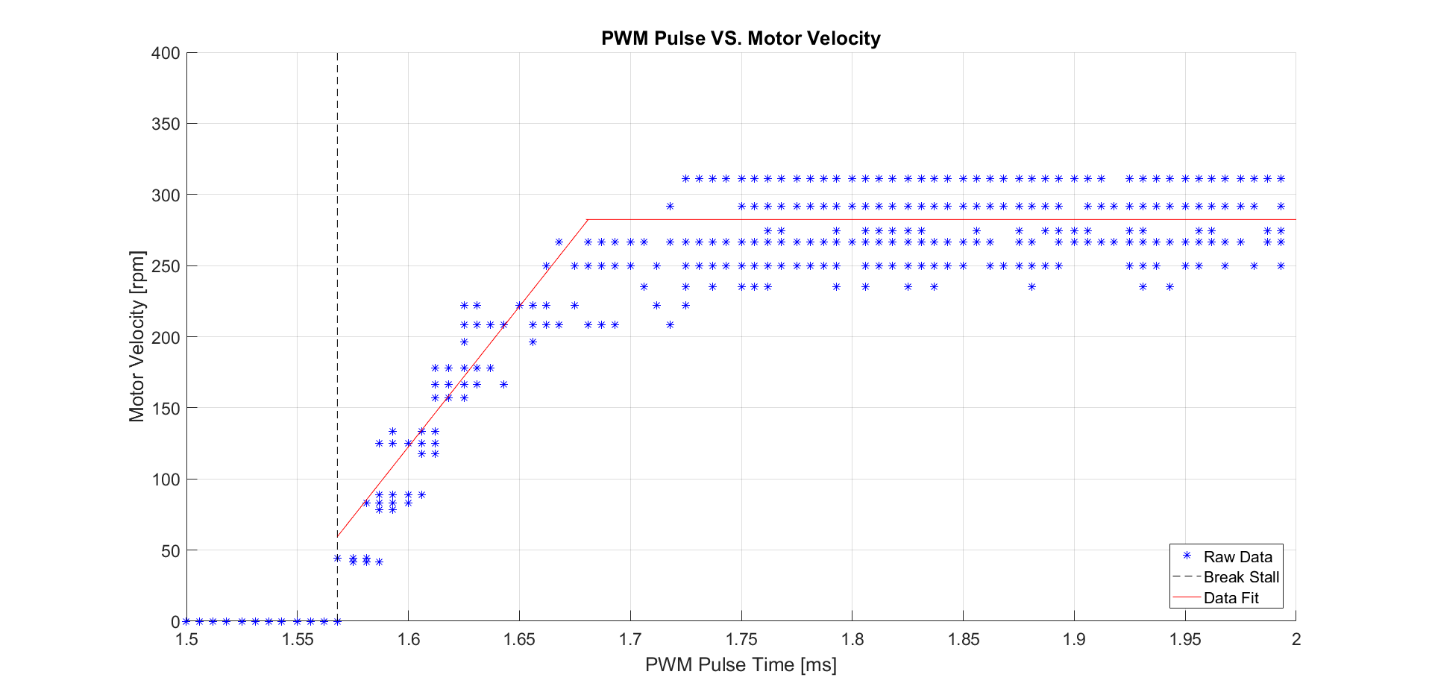 PWM Pulse VS. Motor Velocity
Motor Velocity [rpm]
400
350
300
250
200
150
100
50
0
1.5 1.55 1.6 1.65 1.7 1.75 1.8 1.85 1.9 1.95 2
PWM Pulse Time [ms]
Raw Data
Break Stall
Data Fit